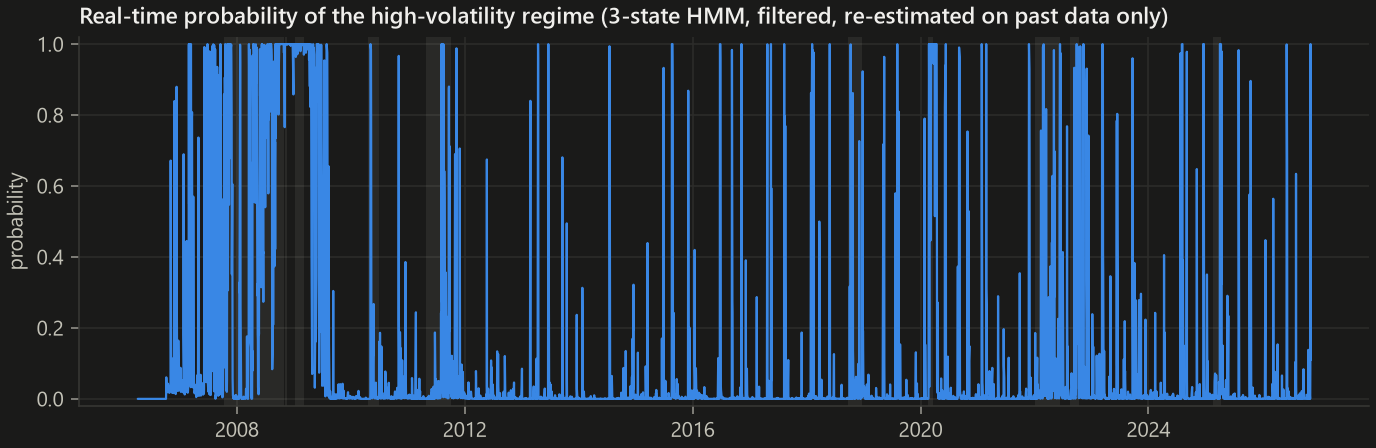 Real-time probability of the high-volatility regime (3-state HMM, filtered, re-estimated on past data only)
probability
1.0
0.8
0.6
0.4
0.2
0.0
2008 2012 2016 2020 2024